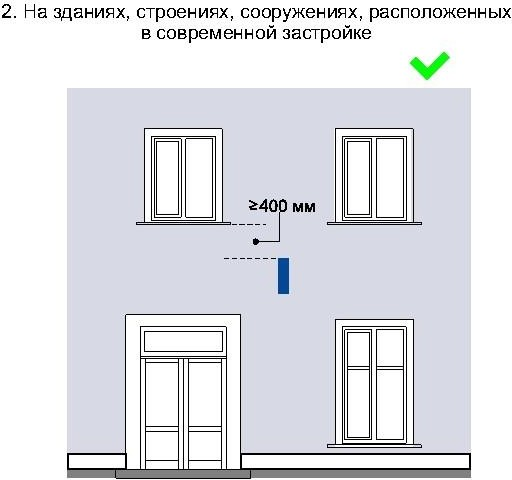 2. На зданиях, строениях, сооружениях, расположенных
в современной застройке
≥400 мм